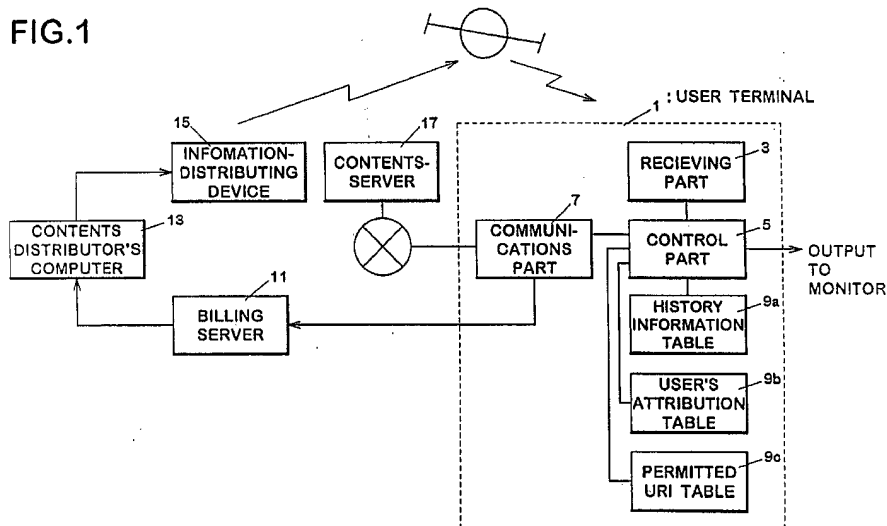 FIG.1
1
: USER TERMINAL
15
INFOMATION-
DISTRIBUTING
DEVICE
17
CONTENTS-
SERVER
3
RECIEVING
PART
13
CONTENTS
DISTRIBUTOR'S
COMPUTER
7
COMMUNI-
CATIONS
PART
5
CONTROL
PART
OUTPUT
TO
MONITOR
11
BILLING
SERVER
9a
HISTORY
INFORMATION
TABLE
9b
USER'S
ATTRIBUTION
TABLE
9c
PERMITTED
URI TABLE